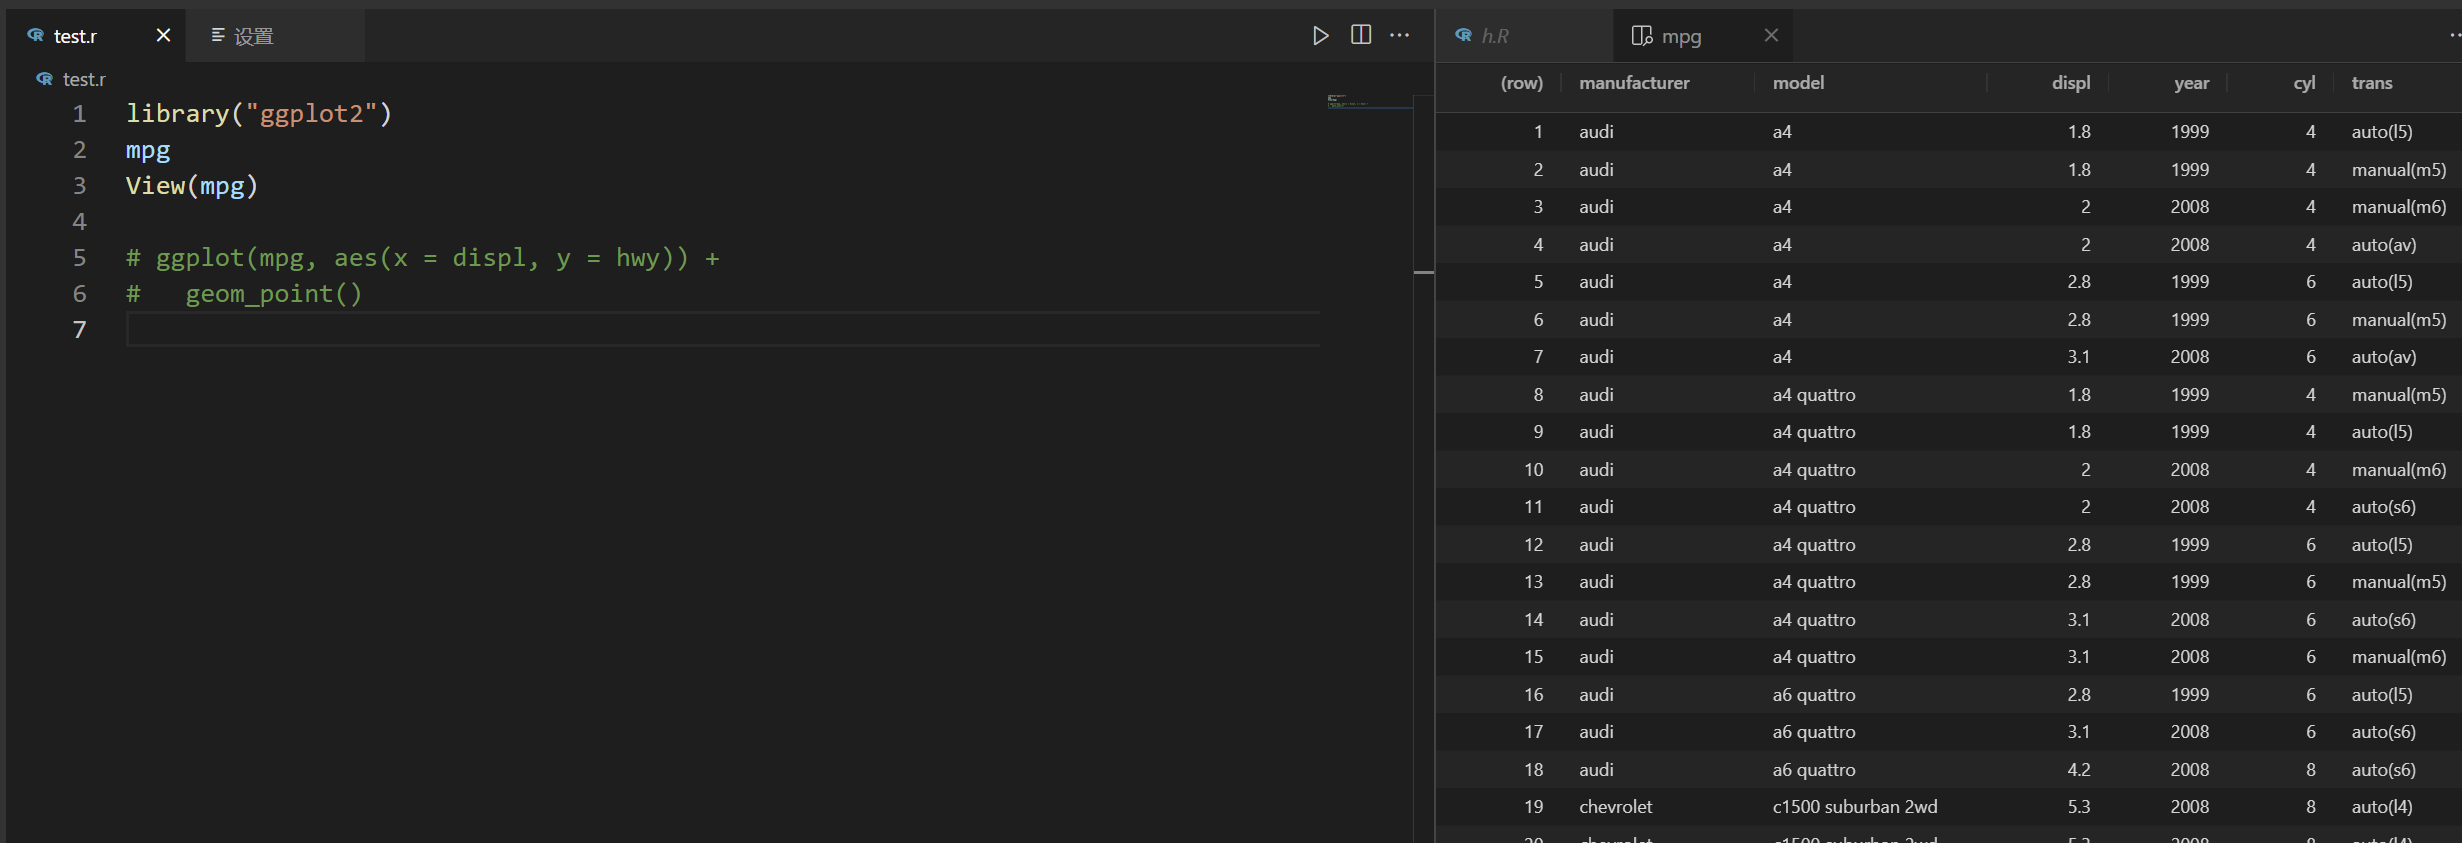 test.r
设置
test.r
1 library("ggplot2")
2 mpg
3 View(mpg)
4
5 # ggplot(mpg, aes(x = displ, y = hwy)) +
6 #   geom_point()
7
h.R
mpg
(row) manufacturer model displ year cyl trans
1 audi a4 1.8 1999 4 auto(l5)
2 audi a4 1.8 1999 4 manual(m5)
3 audi a4 2 2008 4 manual(m6)
4 audi a4 2 2008 4 auto(av)
5 audi a4 2.8 1999 6 auto(l5)
6 audi a4 2.8 1999 6 manual(m5)
7 audi a4 3.1 2008 6 auto(av)
8 audi a4 quattro 1.8 1999 4 manual(m5)
9 audi a4 quattro 1.8 1999 4 auto(l5)
10 audi a4 quattro 2 2008 4 manual(m6)
11 audi a4 quattro 2 2008 4 auto(s6)
12 audi a4 quattro 2.8 1999 6 auto(l5)
13 audi a4 quattro 2.8 1999 6 manual(m5)
14 audi a4 quattro 3.1 2008 6 auto(s6)
15 audi a4 quattro 3.1 2008 6 manual(m6)
16 audi a6 quattro 2.8 1999 6 auto(l5)
17 audi a6 quattro 3.1 2008 6 auto(s6)
18 audi a6 quattro 4.2 2008 8 auto(s6)
19 chevrolet c1500 suburban 2wd 5.3 2008 8 auto(l4)
20 chevrolet c1500 suburban 2wd 5.3 2008 8 auto(l4)